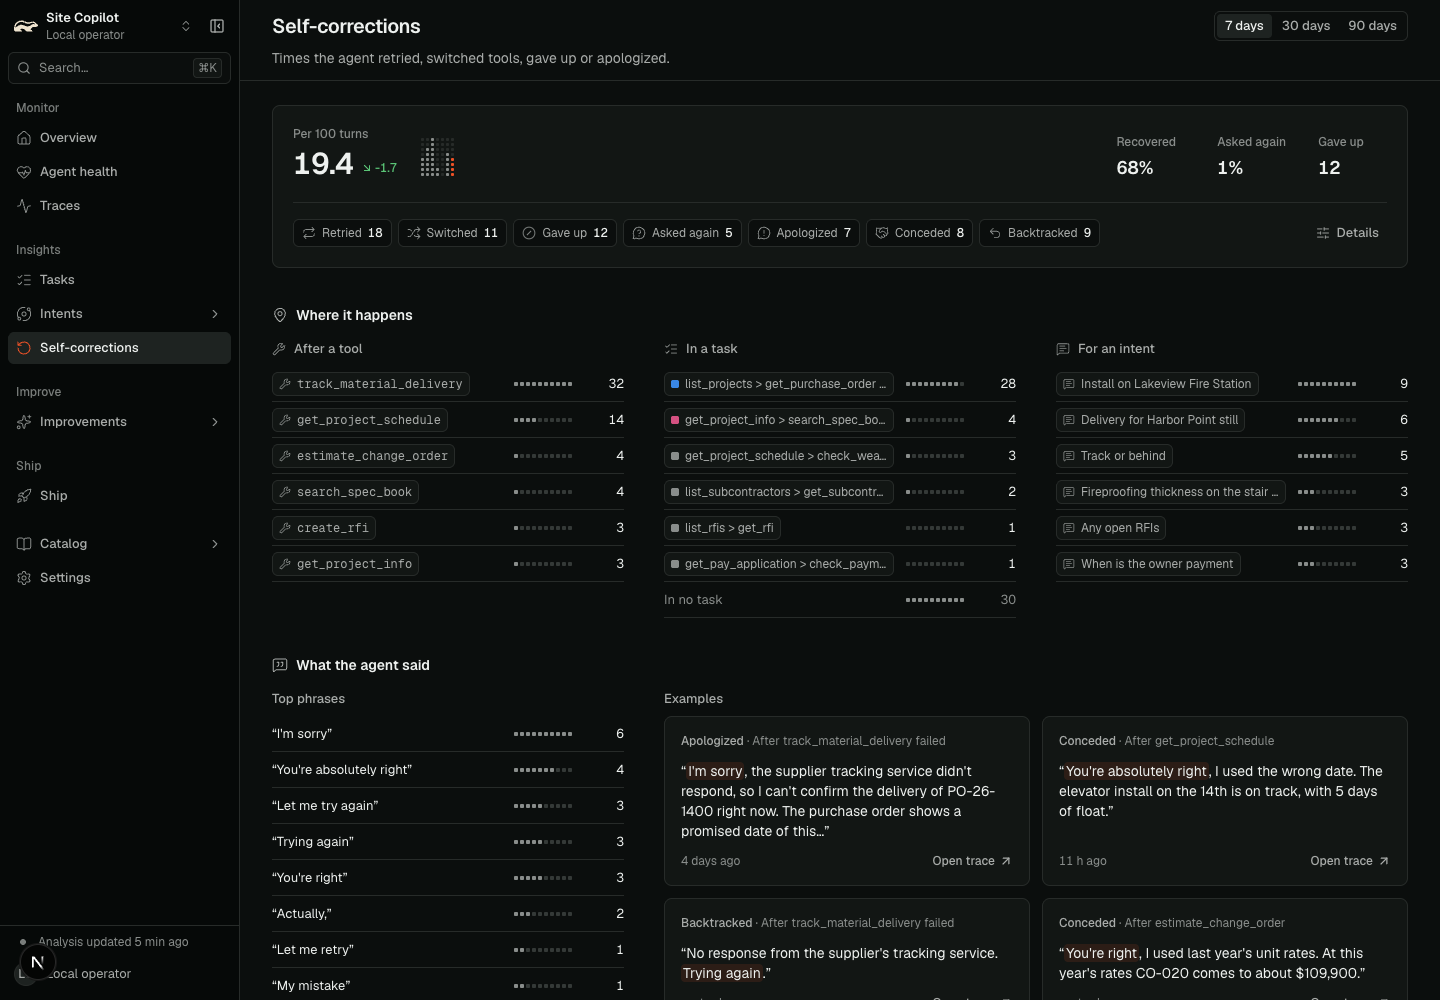 Site Copilot
Local operator
Search...
⌘K
Monitor
Overview
Agent health
Traces
Insights
Tasks
Intents
Self-corrections
Improve
Improvements
Ship
Ship
Catalog
Settings
Analysis updated 5 min ago
N
Local operator
Self-corrections
7 days
30 days
90 days
Times the agent retried, switched tools, gave up or apologized.
Per 100 turns
19.4
-1.7
Recovered
68%
Asked again
1%
Gave up
12
Retried 18
Switched 11
Gave up 12
Asked again 5
Apologized 7
Conceded 8
Backtracked 9
Details
Where it happens
After a tool
track_material_delivery 32
get_project_schedule 14
estimate_change_order 4
search_spec_book 4
create_rfi 3
get_project_info 3
In a task
list_projects > get_purchase_order ... 28
get_project_info > search_spec_bo... 4
get_project_schedule > check_wea... 3
list_subcontractors > get_subcontr... 2
list_rfis > get_rfi 1
get_pay_application > check_paym... 1
In no task 30
For an intent
Install on Lakeview Fire Station 9
Delivery for Harbor Point still 6
Track or behind 5
Fireproofing thickness on the stair ... 3
Any open RFIs 3
When is the owner payment 3
What the agent said
Top phrases
“I'm sorry” 6
“You're absolutely right” 4
“Let me try again” 3
“Trying again” 3
“You're right” 3
“Actually,” 2
“Let me retry” 1
“My mistake” 1
Examples
Apologized · After track_material_delivery failed
“I'm sorry, the supplier tracking service didn't
respond, so I can't confirm the delivery of PO-26-
1400 right now. The purchase order shows a
promised date of this…”
4 days ago
Open trace
Conceded · After get_project_schedule
“You're absolutely right, I used the wrong date. The
elevator install on the 14th is on track, with 5 days
of float.”
11 h ago
Open trace
Backtracked · After track_material_delivery failed
“No response from the supplier's tracking service.
Trying again.”
Conceded · After estimate_change_order
“You're right, I used last year's unit rates. At this
year's rates CO-020 comes to about $109,900.”